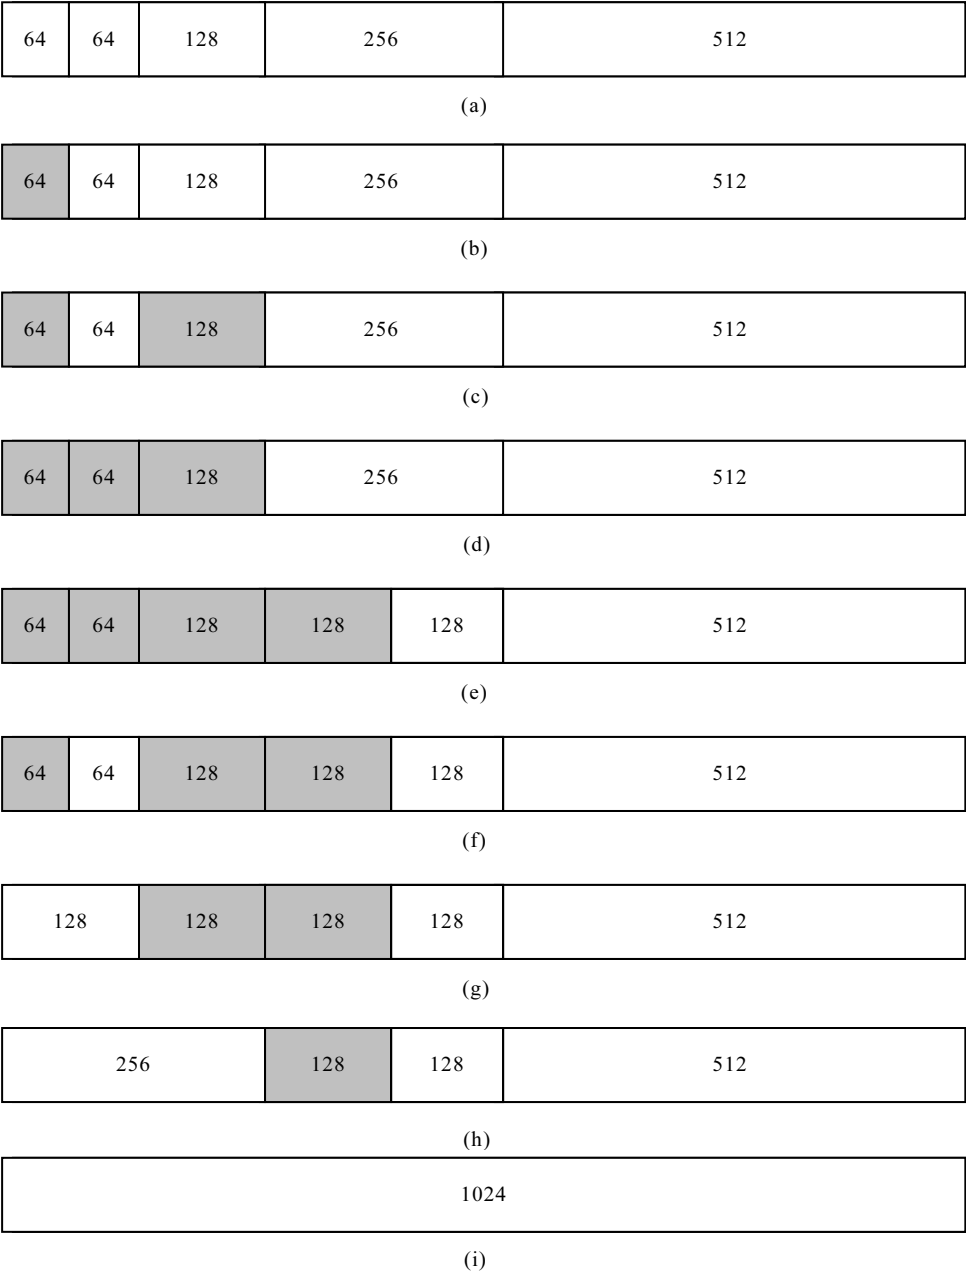 64 64 128 256 512
(a)
64 64 128 256 512
(b)
64 64 128 256 512
(c)
64 64 128 256 512
(d)
64 64 128 128 128 512
(e)
64 64 128 128 128 512
(f)
128 128 128 128 512
(g)
256 128 128 512
(h)
1024
(i)